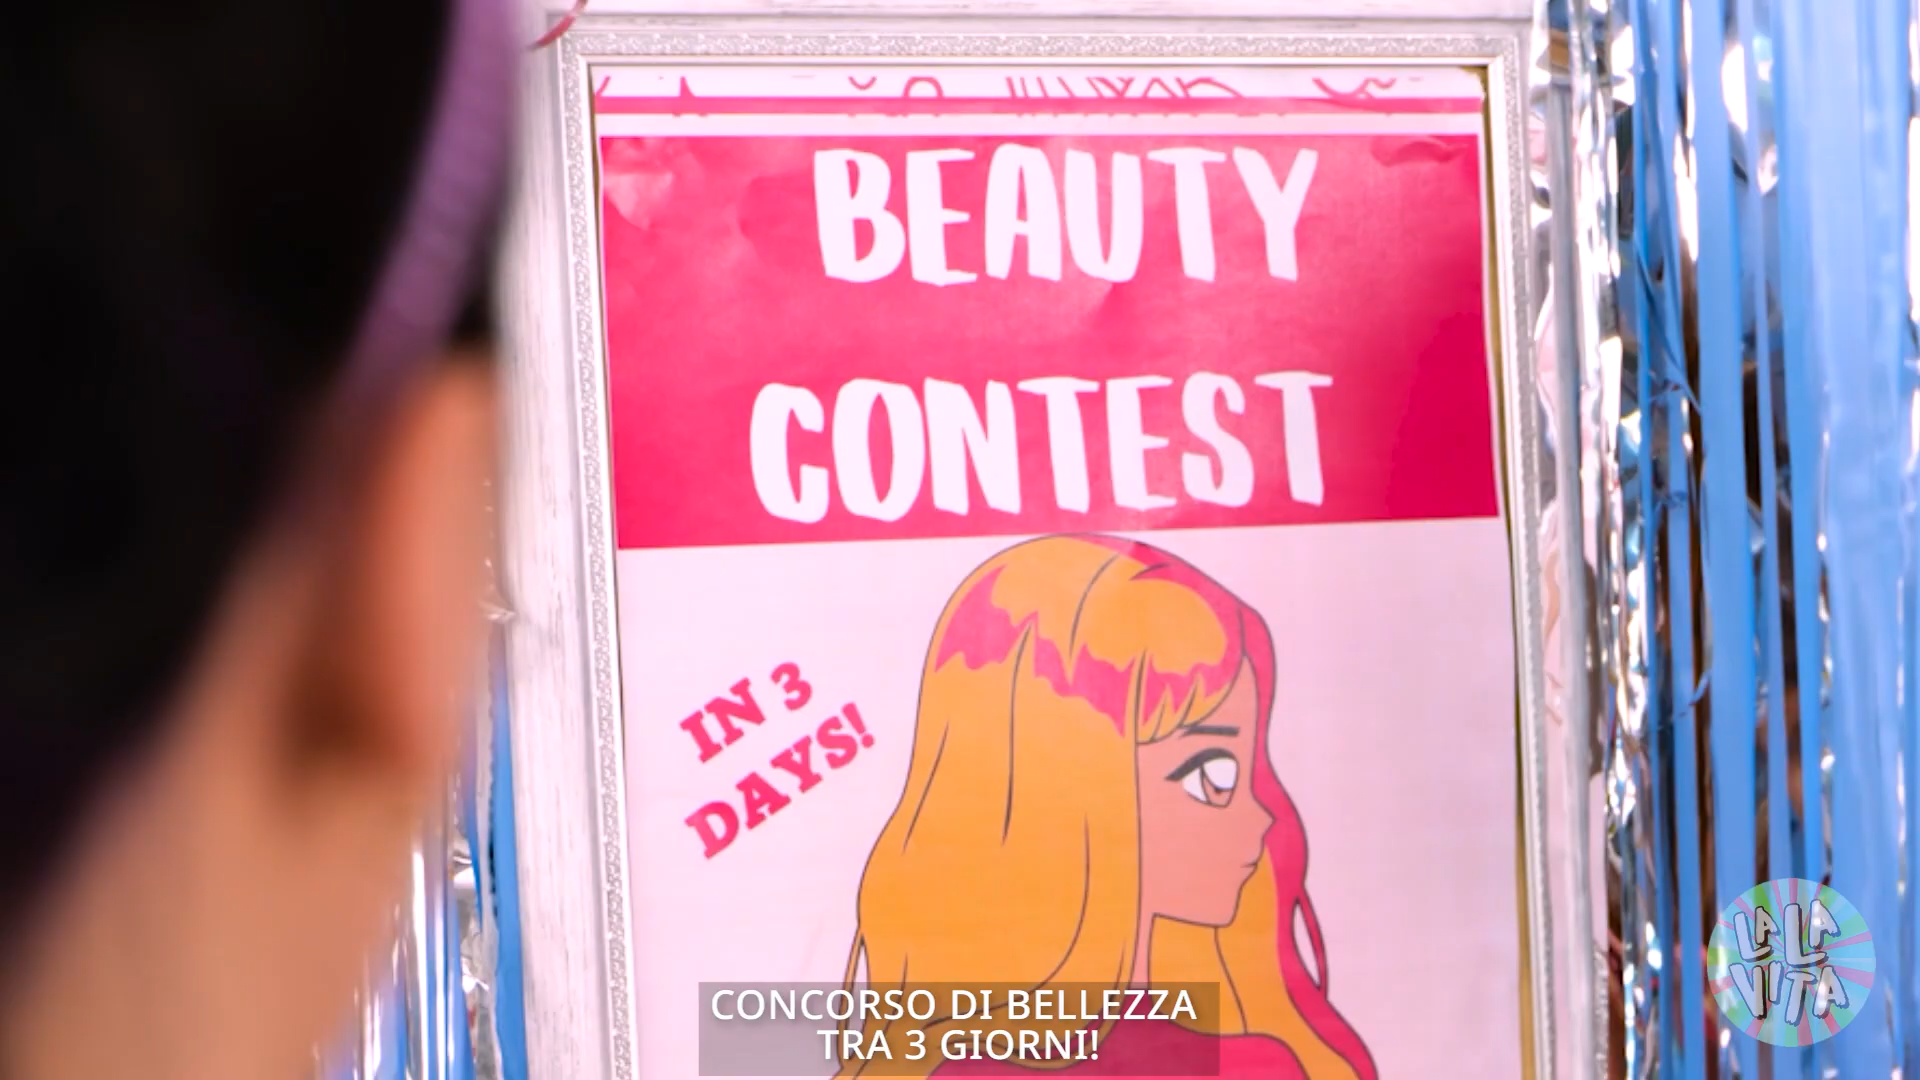 BEAUTY
CONTEST
IN 3
DAYS!
LA LA
VITA
CONCORSO DI BELLEZZA
TRA 3 GIORNI!